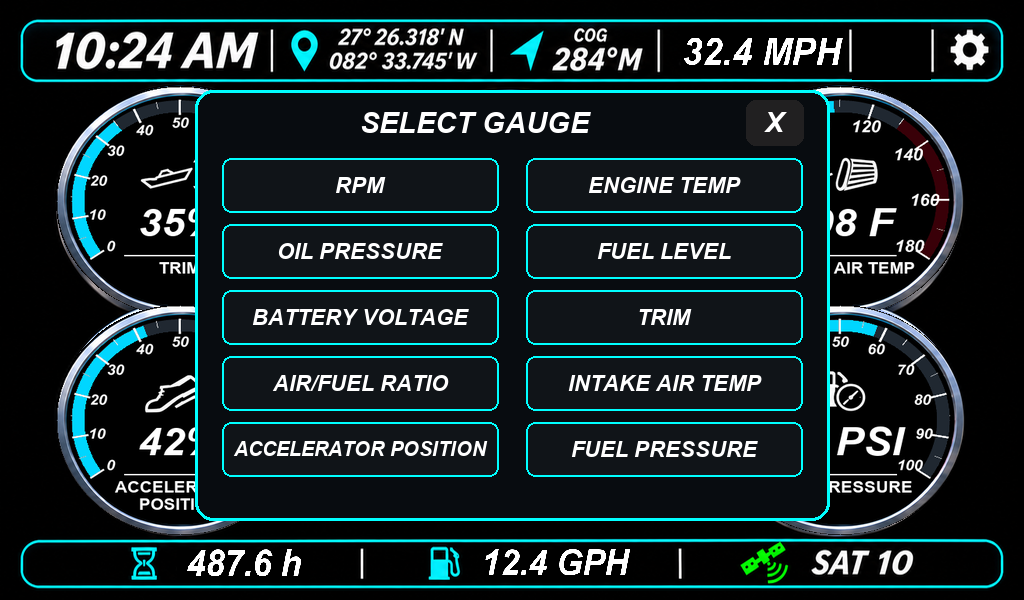 10:24 AM
27° 26.318' N
082° 33.745' W
COG
284°M
32.4 MPH
SELECT GAUGE
X
RPM
ENGINE TEMP
OIL PRESSURE
FUEL LEVEL
BATTERY VOLTAGE
TRIM
AIR/FUEL RATIO
INTAKE AIR TEMP
ACCELERATOR POSITION
FUEL PRESSURE
50
40
30
20
10
0
35%
TRIM
120
140
160
180
8 F
AIR TEMP
50
40
30
20
10
0
42%
ACCELER
POSITI
50
60
70
80
90
100
PSI
RESSURE
487.6 h
12.4 GPH
SAT 10